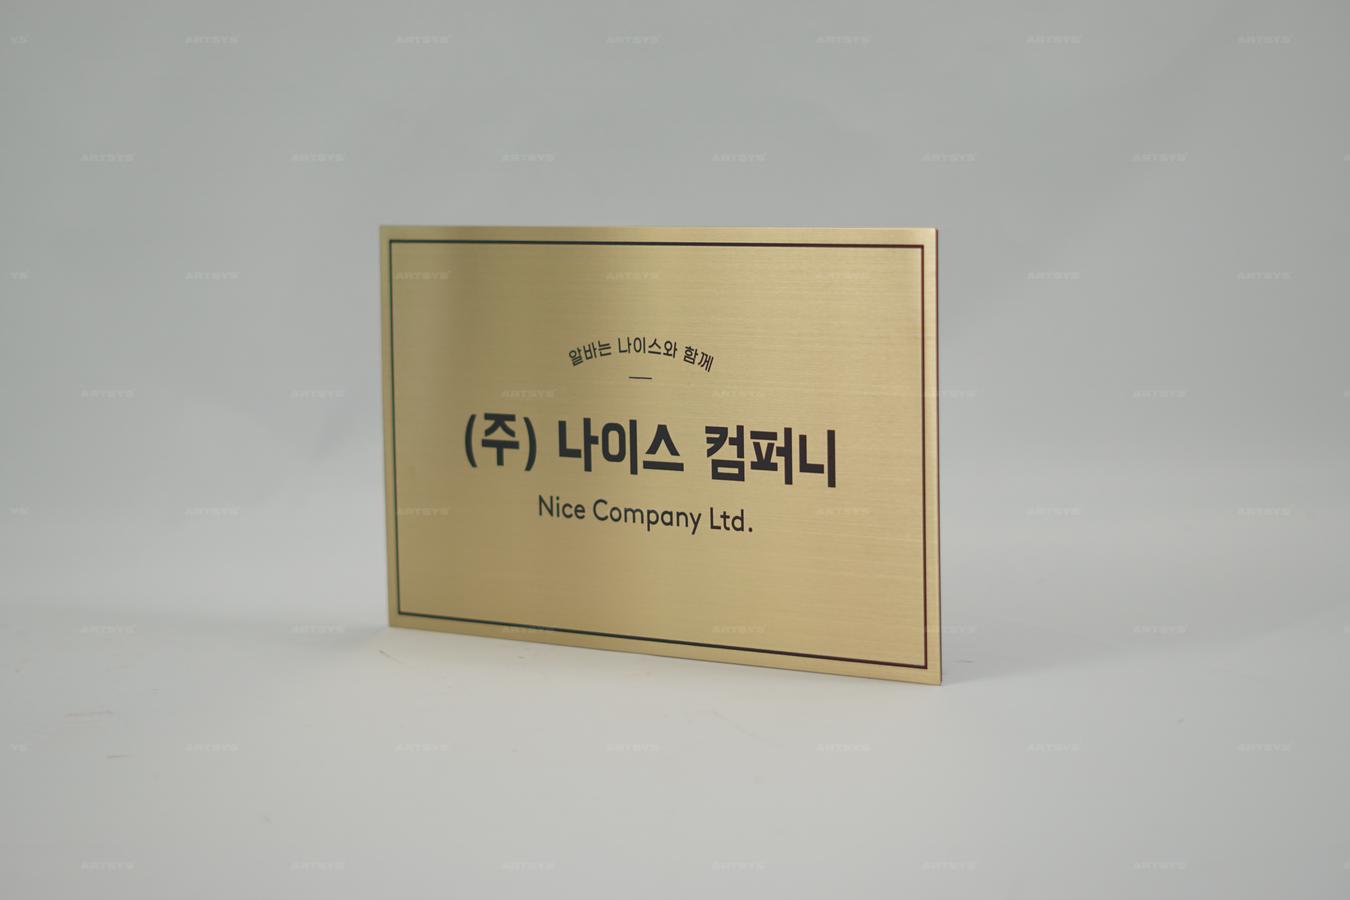 알바는 나이스와 함께
(주) 나이스 컴퍼니
Nice Company Ltd.
ARTSYS